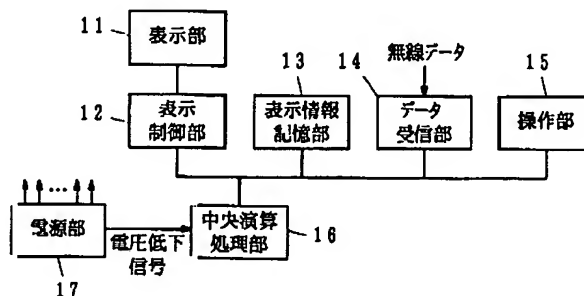 11
表示部
12
表示
制御部
13
表示情報
記憶部
無線データ
14
データ
受信部
15
操作部
電源部
17
電圧低下
信号
中央演算
処理部
16